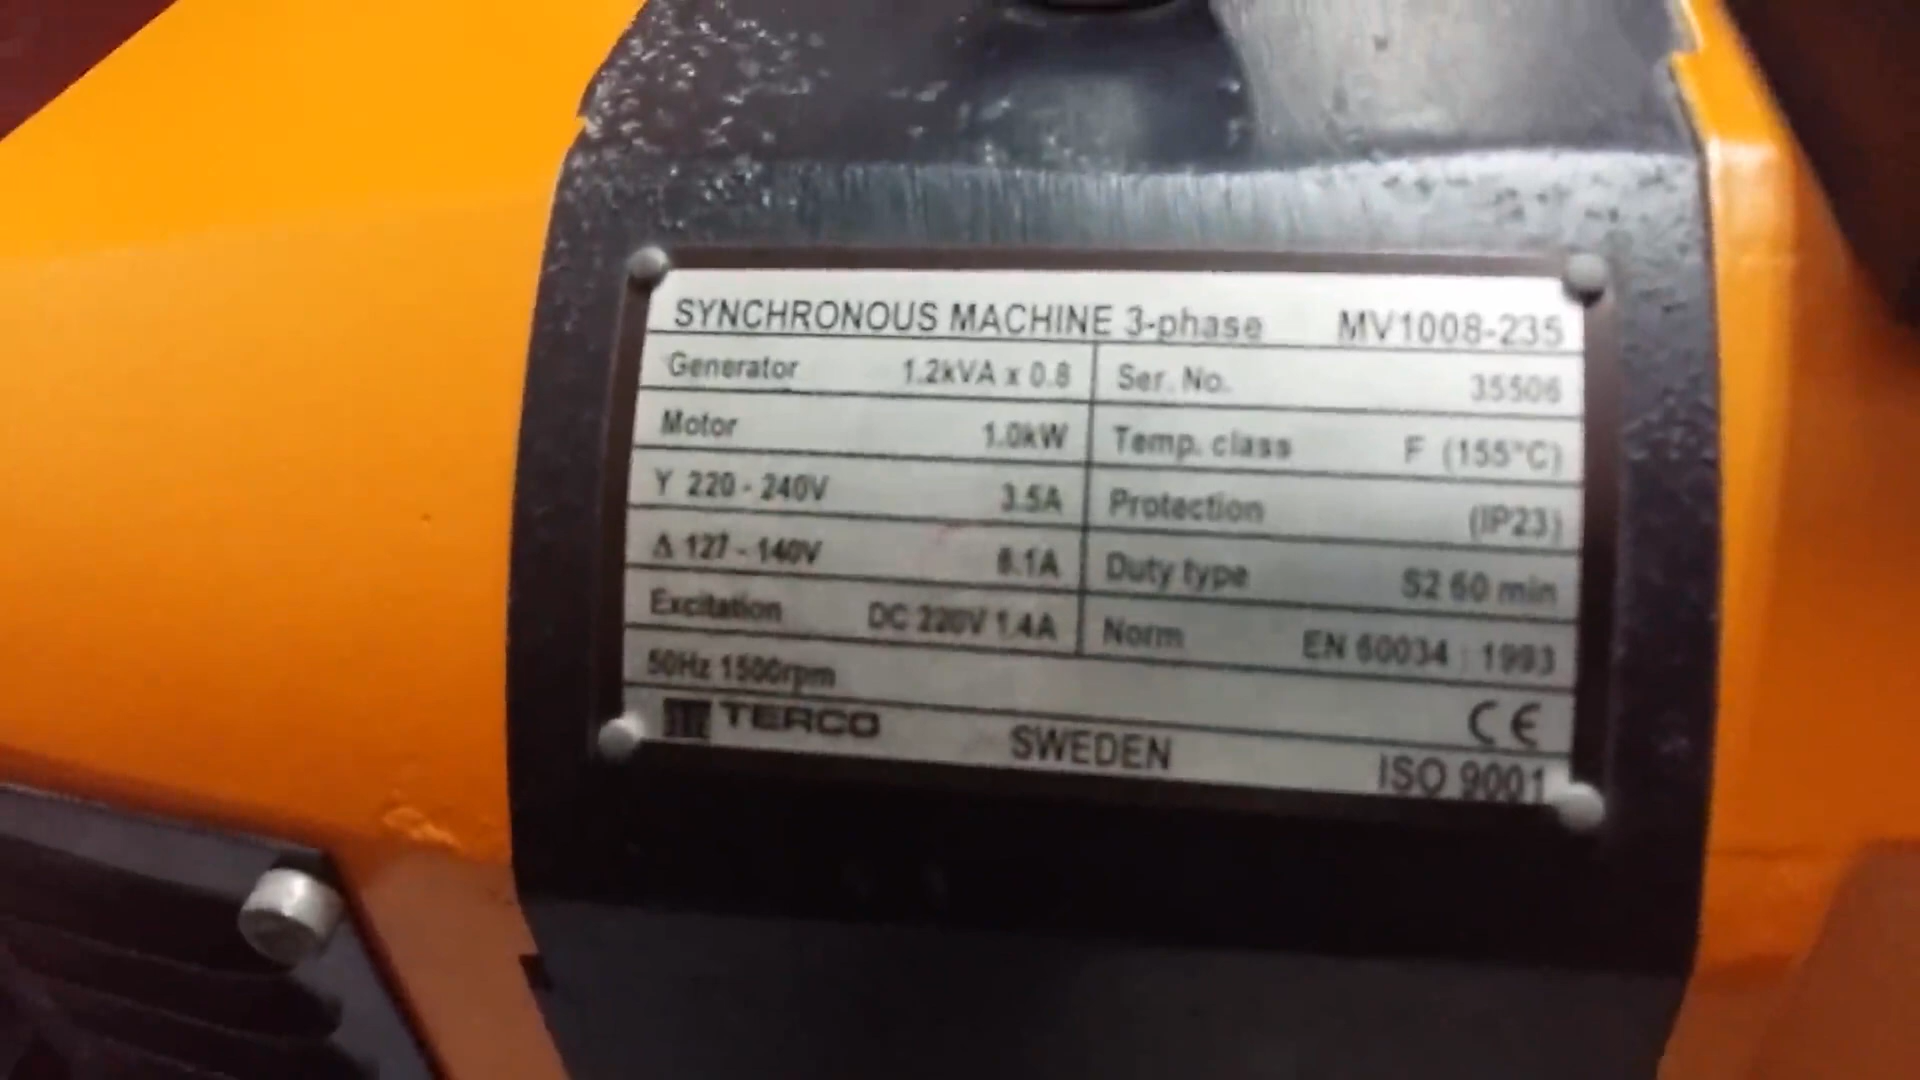 SYNCHRONOUS MACHINE 3-phase MV1008-235
Generator 1.2kVA x 0.8 Ser. No. 35506
Motor 1.0kW Temp. class F (155°C)
Y 220 - 240V 3.5A Protection (IP23)
Δ 127 - 140V 6.1A Duty type S2 60 min
Excitation DC 220V 1.4A Norm EN 60034 : 1993
50Hz 1500rpm CE
TERCO SWEDEN ISO 9001